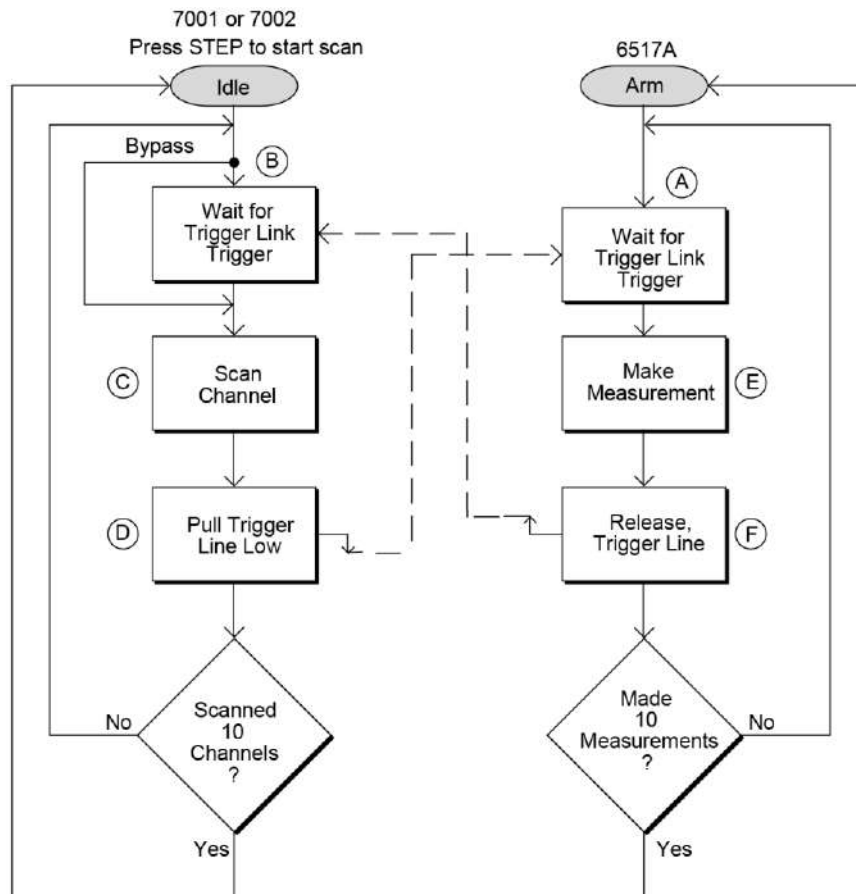 7001 or 7002
Press STEP to start scan
6517A
Idle
Arm
Bypass
B
A
Wait for
Trigger Link
Trigger
Wait for
Trigger Link
Trigger
C
Scan
Channel
Make
Measurement
E
D
Pull Trigger
Line Low
Release,
Trigger Line
F
No
Scanned
10
Channels
?
Made
10
Measurements
?
No
Yes
Yes